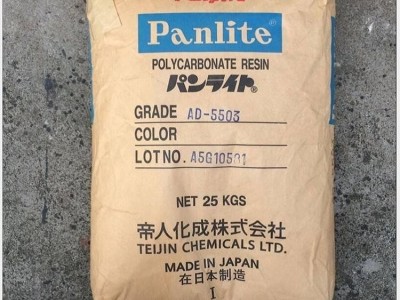 Panlite
POLYCARBONATE RESIN
パンライト®
GRADE AD-5503
COLOR
LOT NO. A5G10501
NET 25 KGS
帝人化成株式会社
TEIJIN CHEMICALS LTD.
MADE IN JAPAN
在日本制造
I